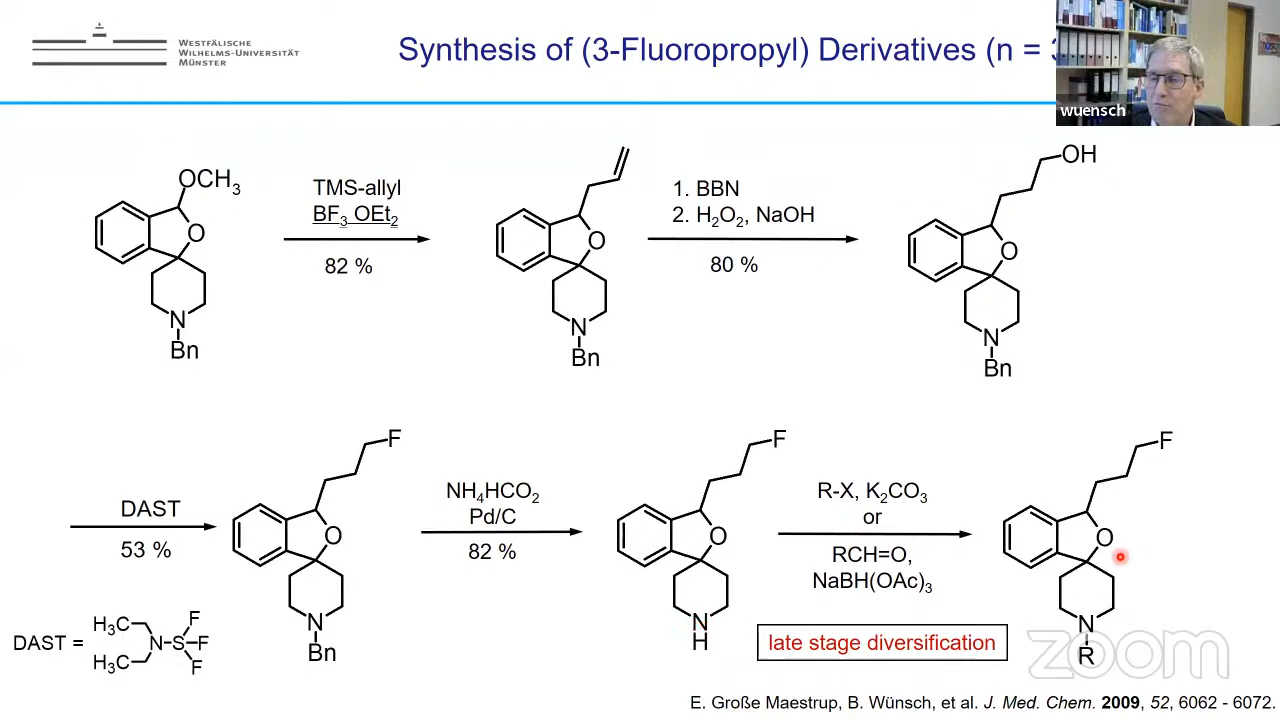 WESTFÄLISCHE
WILHELMS-UNIVERSITÄT
MÜNSTER
Synthesis of (3-Fluoropropyl) Derivatives (n = 
wuensch
OCH₃
O
N
Bn
TMS-allyl
BF₃ OEt₂
82 %
O
N
Bn
1. BBN
2. H₂O₂, NaOH
80 %
OH
O
N
Bn
DAST
53 %
F
O
N
Bn
NH₄HCO₂
Pd/C
82 %
F
O
N
H
R-X, K₂CO₃
or
RCH=O,
NaBH(OAc)₃
F
O
N
R
DAST =
H₃C
H₃C
N-S-F
F
F
late stage diversification
zoom
E. Große Maestrup, B. Wünsch, et al. J. Med. Chem. 2009, 52, 6062 - 6072.